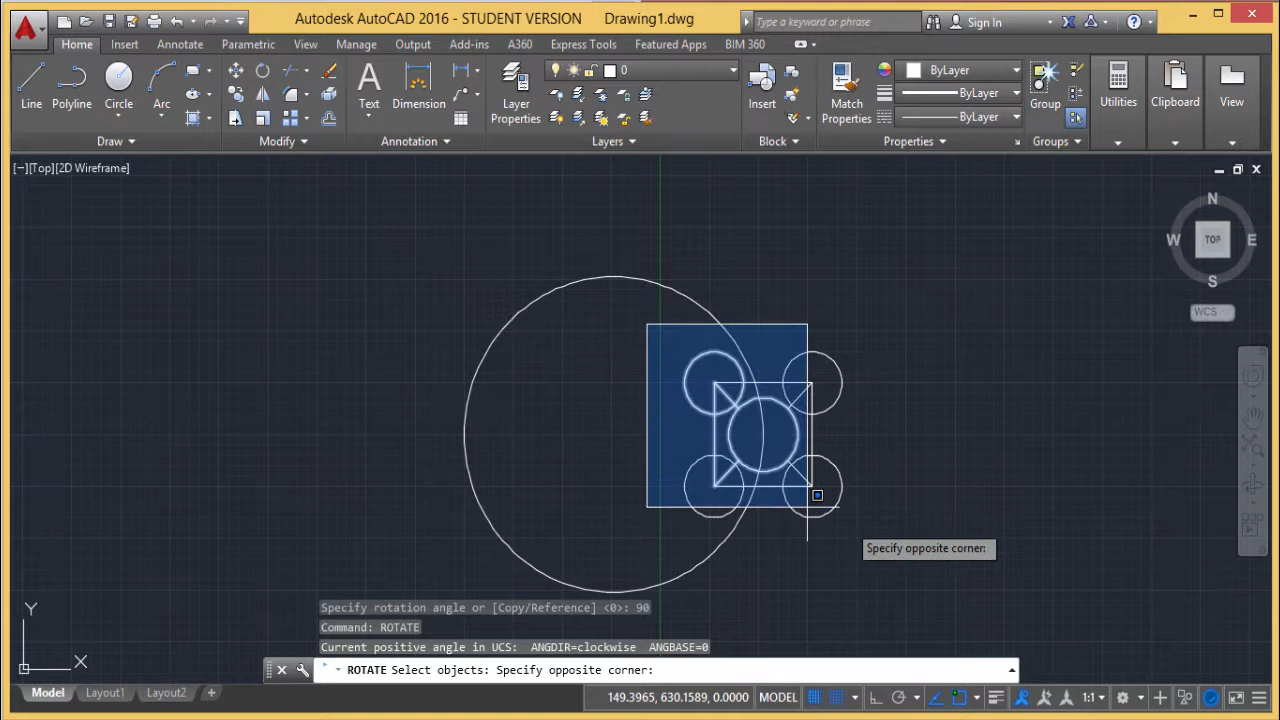 Autodesk AutoCAD 2016 - STUDENT VERSION Drawing1.dwg
Type a keyword or phrase
Sign In
Home Insert Annotate Parametric View Manage Output Add-ins A360 Express Tools Featured Apps BIM 360
0
ByLayer
ByLayer
ByLayer
Line Polyline Circle Arc
Text Dimension
Layer Properties
Insert
Match Properties
Group
Utilities Clipboard View
Draw Modify Annotation Layers Block Properties Groups
[−][Top][2D Wireframe]
N
W TOP E
S
WCS
Specify opposite corner:
Specify rotation angle or [Copy/Reference] <0>: 90
Command: ROTATE
Current positive angle in UCS: ANGDIR=clockwise ANGBASE=0
ROTATE Select objects: Specify opposite corner:
Y
X
Model Layout1 Layout2 +
149.3965, 630.1589, 0.0000 MODEL 1:1